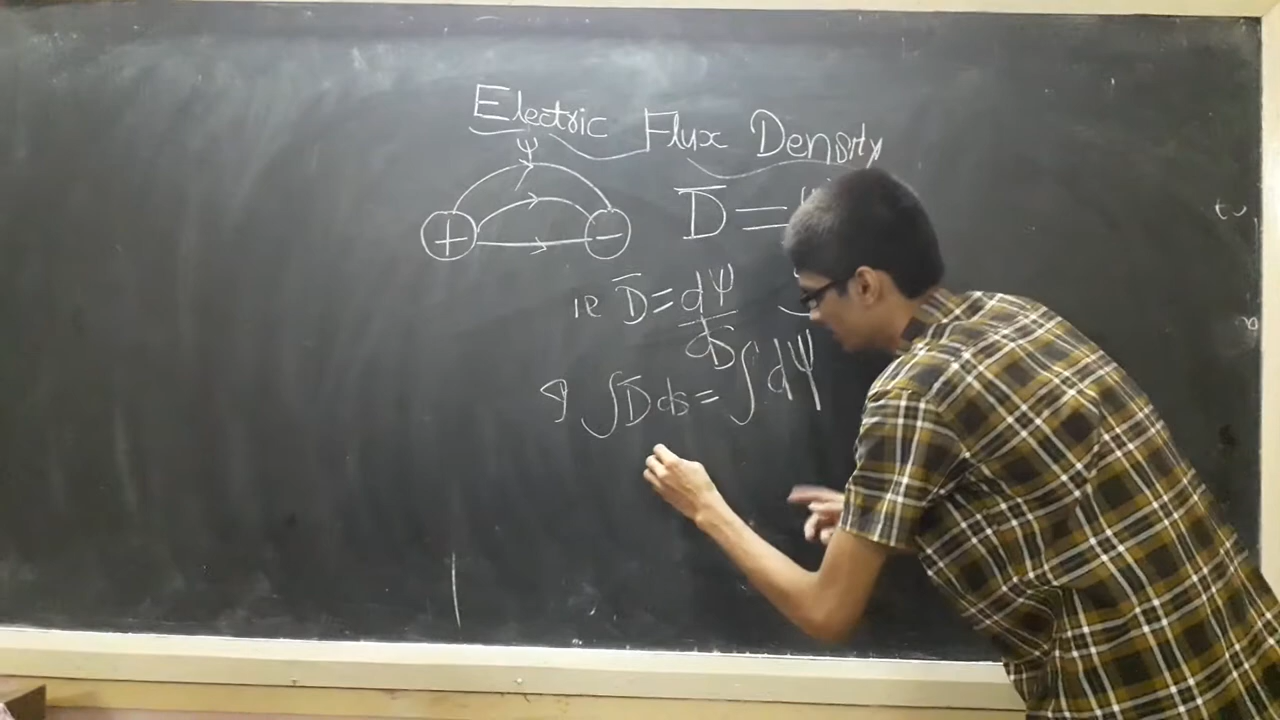 Electric Flux Density
Ψ
+ −
D̅ =
ie D̅ = dΨ/dS
∫D̅ ds = ∫dΨ